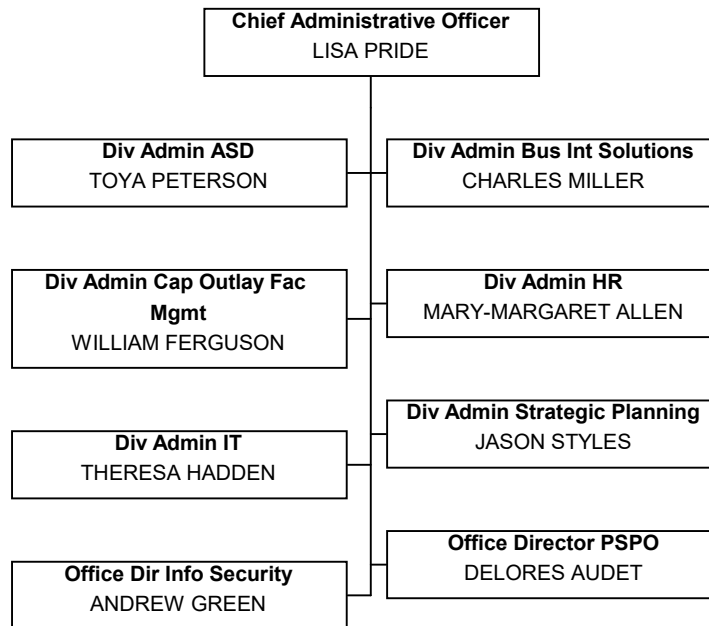 Chief Administrative Officer
LISA PRIDE
Div Admin ASD
TOYA PETERSON
Div Admin Bus Int Solutions
CHARLES MILLER
Div Admin Cap Outlay Fac
Mgmt
WILLIAM FERGUSON
Div Admin HR
MARY-MARGARET ALLEN
Div Admin Strategic Planning
JASON STYLES
Div Admin IT
THERESA HADDEN
Office Director PSPO
DELORES AUDET
Office Dir Info Security
ANDREW GREEN